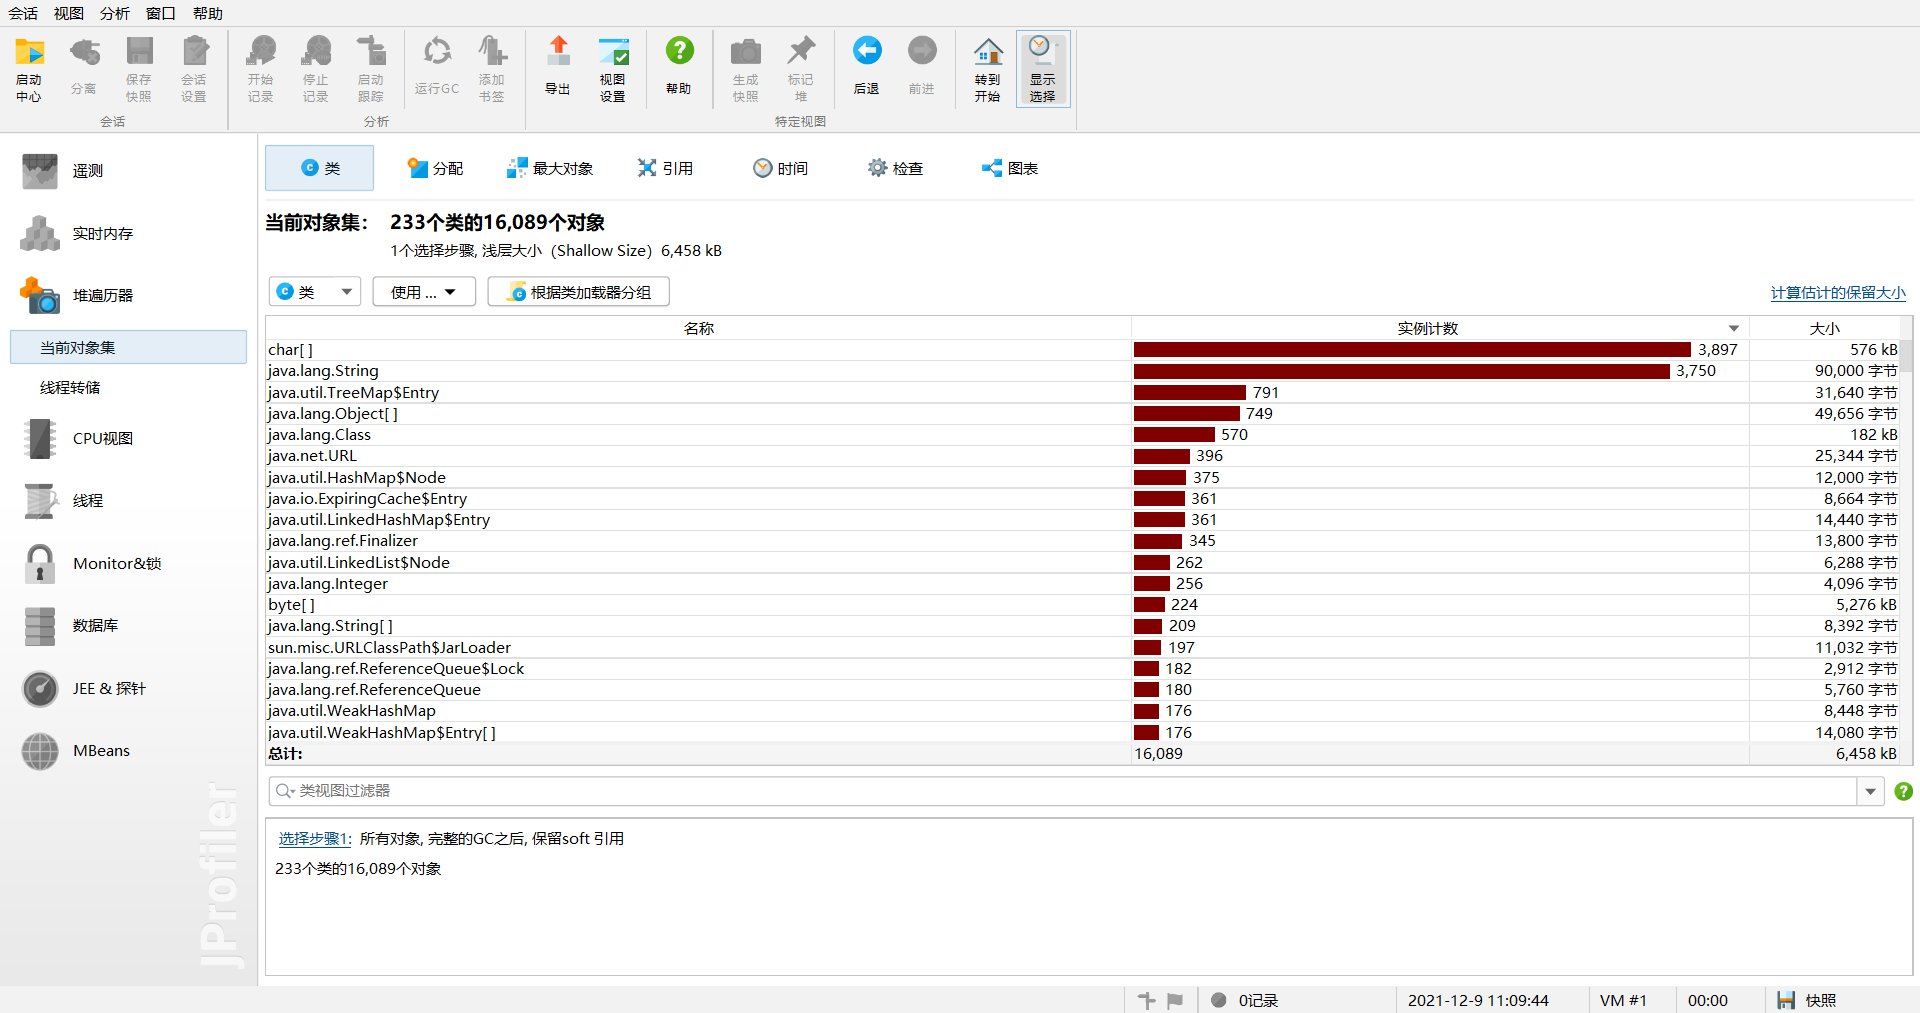 会话 视图 分析 窗口 帮助
启动中心 分离 保存快照 会话设置 开始记录 停止记录 启动跟踪 运行GC 添加书签 导出 视图设置 帮助 生成快照 标记堆 后退 前进 转到开始 显示选择
会话 分析 特定视图
遥测
实时内存
堆遍历器
当前对象集
线程转储
CPU视图
线程
Monitor&锁
数据库
JEE & 探针
MBeans
JProfiler
类 分配 最大对象 引用 时间 检查 图表
当前对象集: 233个类的16,089个对象
1个选择步骤, 浅层大小（Shallow Size）6,458 kB
类 使用 ... 根据类加载器分组 计算估计的保留大小
名称 实例计数 大小
char[ ] 3,897 576 kB
java.lang.String 3,750 90,000 字节
java.util.TreeMap$Entry 791 31,640 字节
java.lang.Object[ ] 749 49,656 字节
java.lang.Class 570 182 kB
java.net.URL 396 25,344 字节
java.util.HashMap$Node 375 12,000 字节
java.io.ExpiringCache$Entry 361 8,664 字节
java.util.LinkedHashMap$Entry 361 14,440 字节
java.lang.ref.Finalizer 345 13,800 字节
java.util.LinkedList$Node 262 6,288 字节
java.lang.Integer 256 4,096 字节
byte[ ] 224 5,276 kB
java.lang.String[ ] 209 8,392 字节
sun.misc.URLClassPath$JarLoader 197 11,032 字节
java.lang.ref.ReferenceQueue$Lock 182 2,912 字节
java.lang.ref.ReferenceQueue 180 5,760 字节
java.util.WeakHashMap 176 8,448 字节
java.util.WeakHashMap$Entry[ ] 176 14,080 字节
总计: 16,089 6,458 kB
类视图过滤器
选择步骤1: 所有对象, 完整的GC之后, 保留soft 引用
233个类的16,089个对象
0记录 2021-12-9 11:09:44 VM #1 00:00 快照